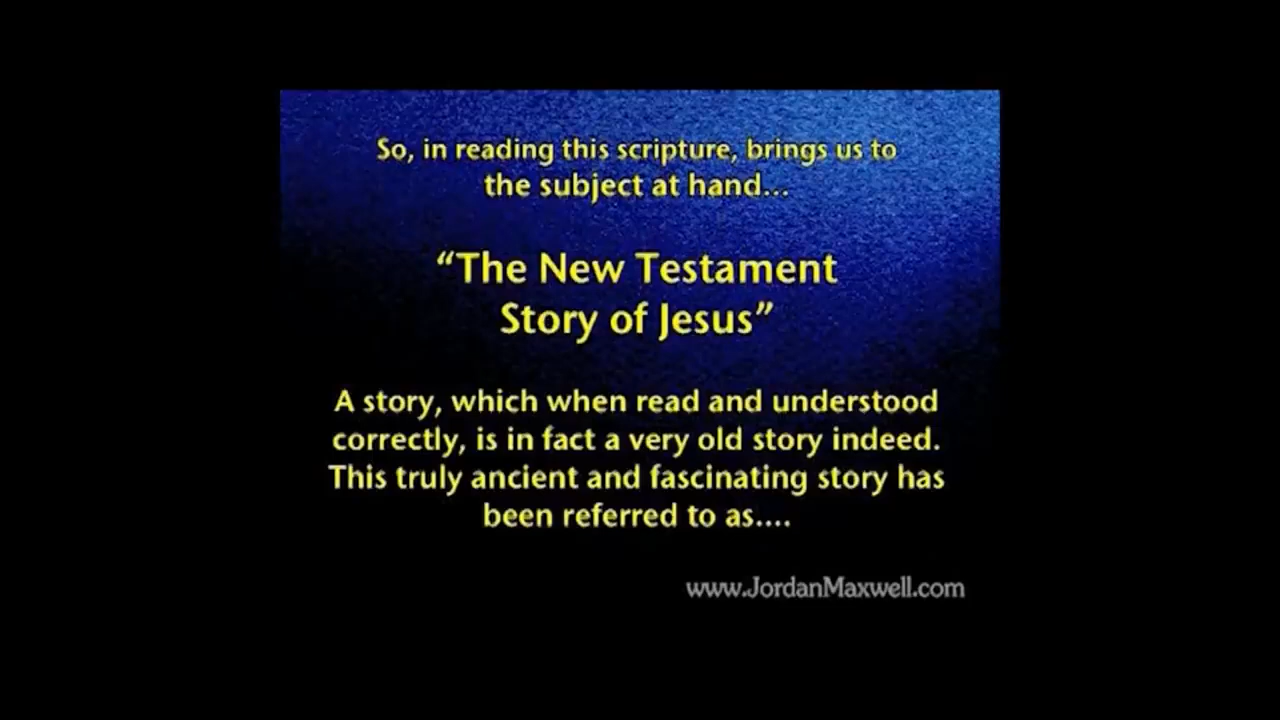 So, in reading this scripture, brings us to
the subject at hand...
“The New Testament
Story of Jesus”
A story, which when read and understood
correctly, is in fact a very old story indeed.
This truly ancient and fascinating story has
been referred to as....
www.JordanMaxwell.com